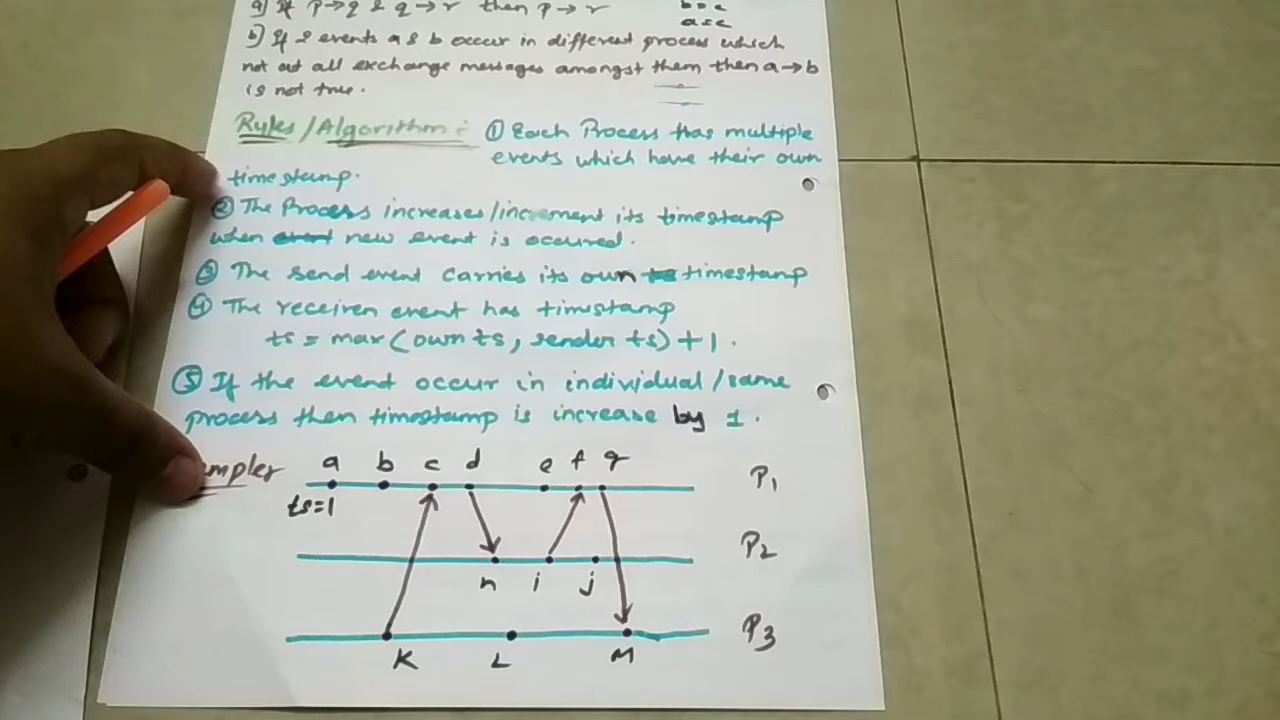 a) If P→q & q→r then p→r
b=c
a=c
b) If 2 events a & b occur in different process which
not at all exchange messages amongst them then a→b
is not true.
Rules/Algorithm :
① Each Process has multiple
events which have their own
timestamp.
② The Process increases/increment its timestamp
when new event is occured.
③ The send event carries its own timestamp
④ The receiven event has timestamp
ts = max(own ts, sender ts) + 1.
⑤ If the event occur in individual/same
process then timestamp is increase by 1.
mples
a b c d e f g P1
ts=1
P2
h i j
P3
K L M